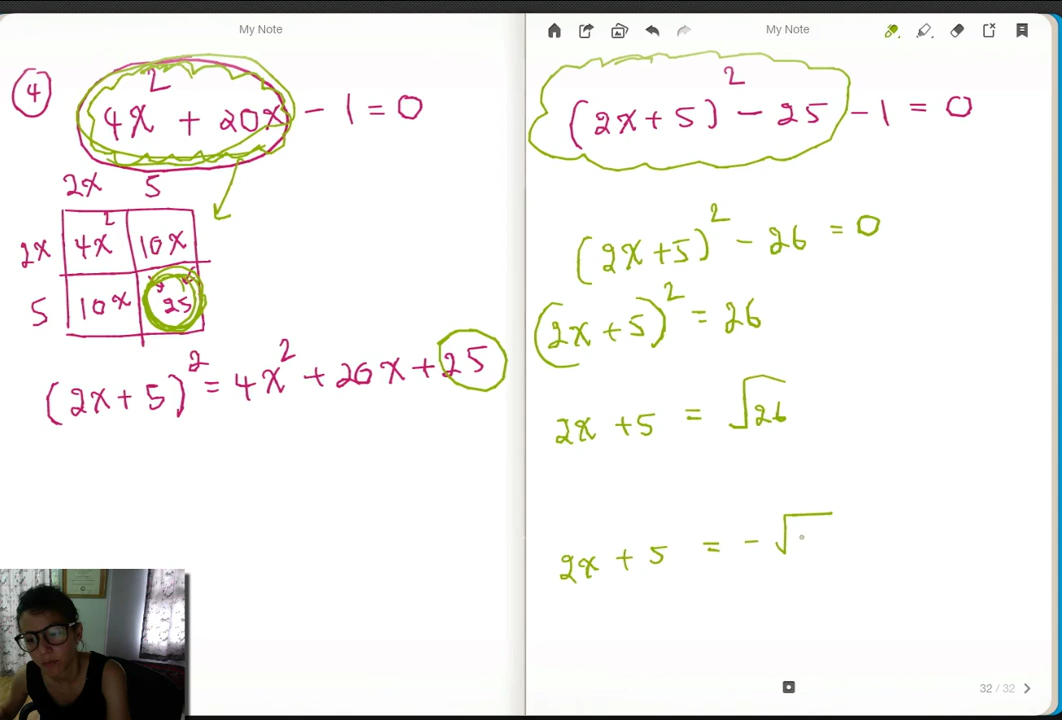 My Note
④ 4x² + 20x - 1 = 0
2x 5
2x 4x² 10x
5 10x 25
(2x + 5)² = 4x² + 20x + 25
My Note
(2x + 5)² - 25 - 1 = 0
(2x + 5)² - 26 = 0
(2x + 5)² = 26
2x + 5 = √26
2x + 5 = -√
32 / 32